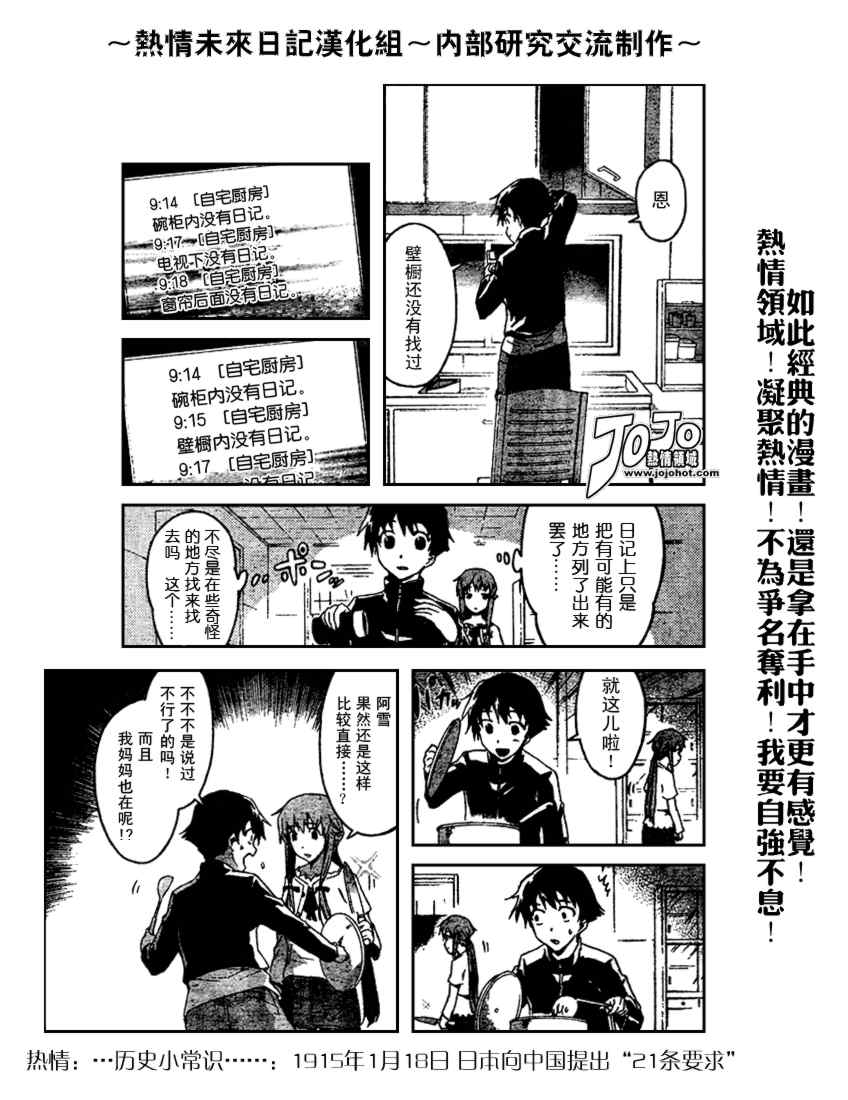 ～熱情未來日記漢化組～内部研究交流制作～
恩
壁橱还没有找过
9:14 [自宅厨房]
碗柜内没有日记。
9:17 [自宅厨房]
电视下没有日记。
9:18 [自宅厨房]
窗帘后面没有日记。
9:14 [自宅厨房]
碗柜内没有日记。
9:15 [自宅厨房]
壁橱内没有日记。
9:17 [自宅厨房]
没有日记。
JOJO
熱情領域
www.jojohot.com
日记上只是
把有可能有的
地方列了出来
罢了……
ポン
不尽是在些奇怪
的地方找来找
去吗 这个……
就这儿啦！
阿雪
果然还是这样
比较直接……？
不不不是说过
不行了的吗！
而且
我妈妈也在呢!?
如此經典的漫畫！還是拿在手中才更有感覺！
熱情領域！凝聚熱情！不為爭名奪利！我要自強不息！
热情：…历史小常识……：1915年1月18日 日本向中国提出“21条要求”